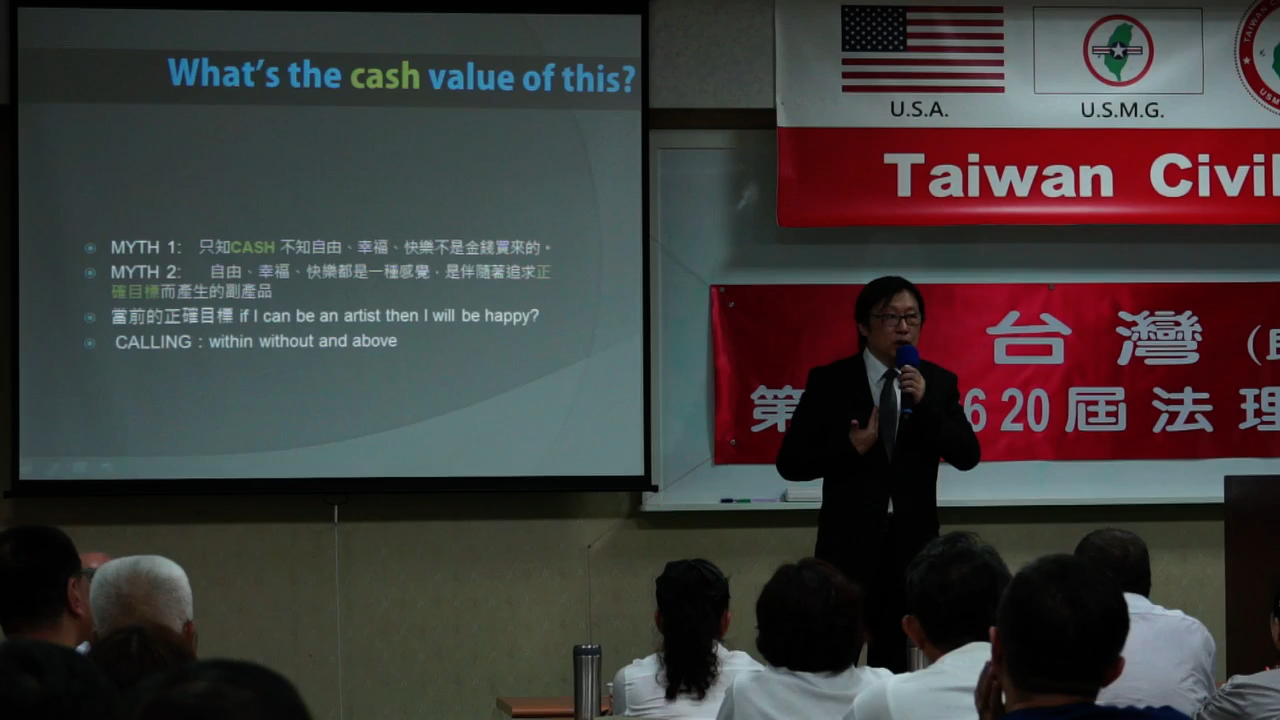 What's the cash value of this?
MYTH 1: 只知CASH 不知自由、幸福、快樂不是金錢買來的。
MYTH 2: 自由、幸福、快樂都是一種感覺，是伴隨著追求正
確目標而產生的副產品
當前的正確目標 if I can be an artist then I will be happy?
CALLING : within without and above
U.S.A.
U.S.M.G.
TAIWAN
Taiwan Civil
台灣
第 620屆法理